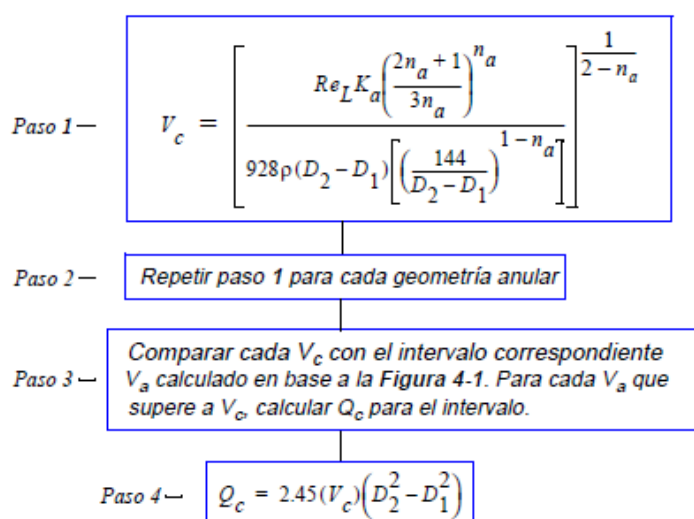 Paso 1 — V_c = [ Re_L K_a ( (2n_a + 1) / (3n_a) )^{n_a} / ( 928ρ(D_2 – D_1) [ ( 144 / (D_2 – D_1) )^{1 – n_a} ] ) ]^{1 / (2 – n_a)}
Paso 2 — Repetir paso 1 para cada geometría anular
Comparar cada V_c con el intervalo correspondiente
Paso 3 — V_a calculado en base a la Figura 4-1. Para cada V_a que
supere a V_c, calcular Q_c para el intervalo.
Paso 4 — Q_c = 2.45(V_c)(D_2^2 – D_1^2)